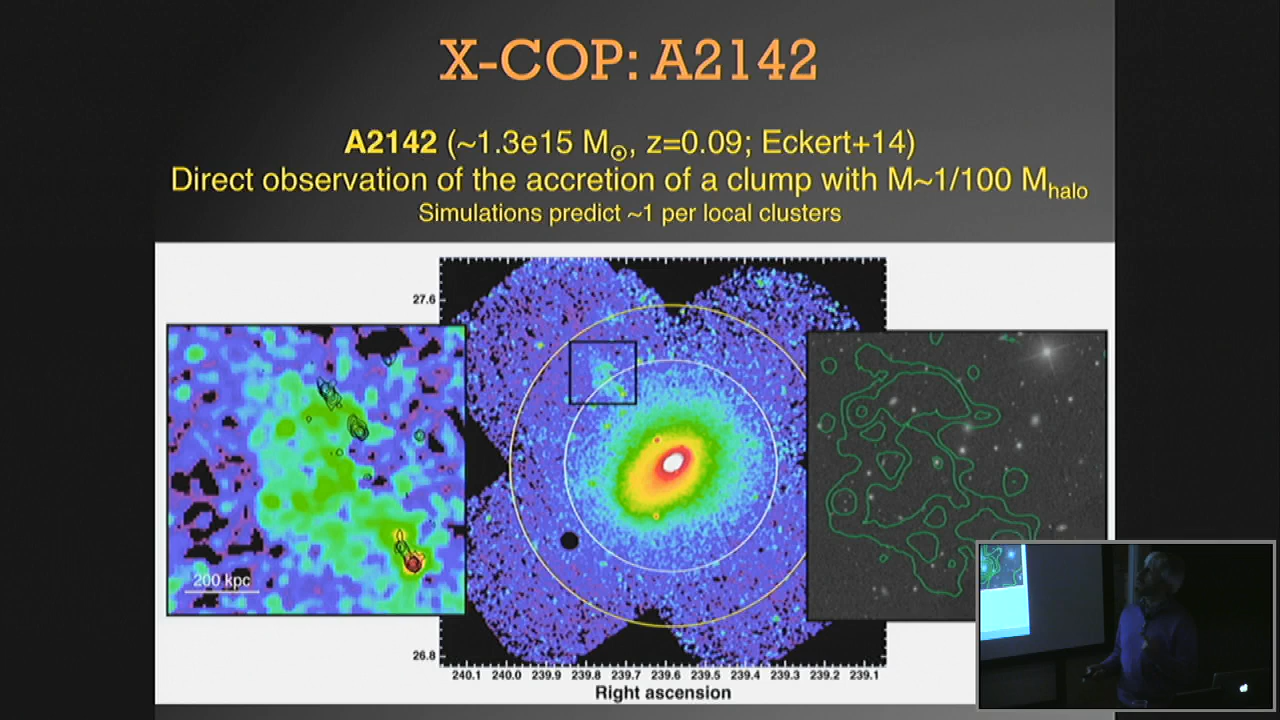 X-COP: A2142
A2142 (~1.3e15 M☉, z=0.09; Eckert+14)
Direct observation of the accretion of a clump with M~1/100 Mhalo
Simulations predict ~1 per local clusters
27.6
200 kpc
26.8
240.1 240.0 239.9 239.8 239.7 239.6 239.5 239.4 239.3 239.2 239.1
Right ascension